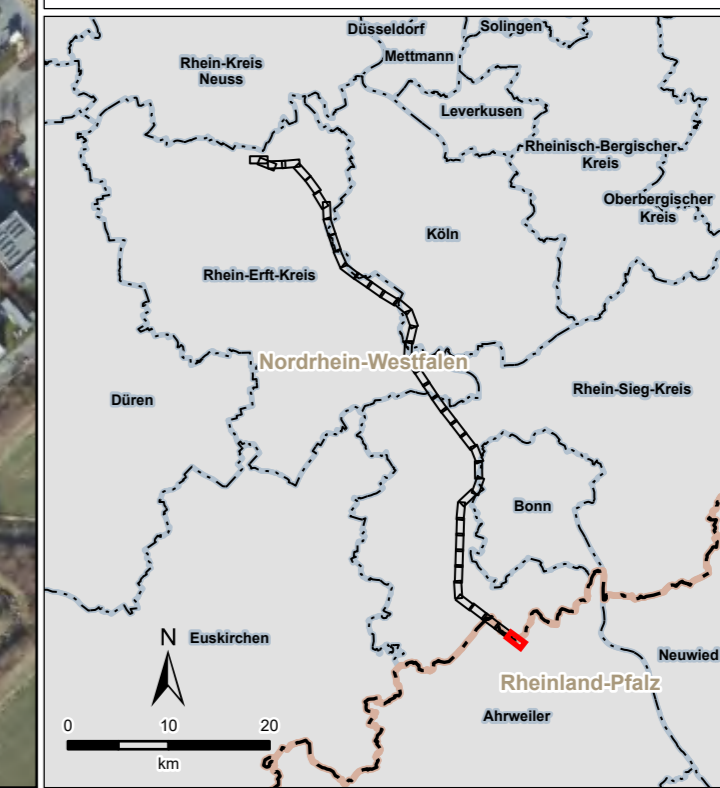 Düsseldorf
Solingen
Mettmann
Rhein-Kreis
Neuss
Leverkusen
Rheinisch-Bergischer
Kreis
Oberbergischer
Kreis
Köln
Rhein-Erft-Kreis
Nordrhein-Westfalen
Rhein-Sieg-Kreis
Düren
Bonn
N
Euskirchen
Neuwied
Rheinland-Pfalz
Ahrweiler
0 10 20
km